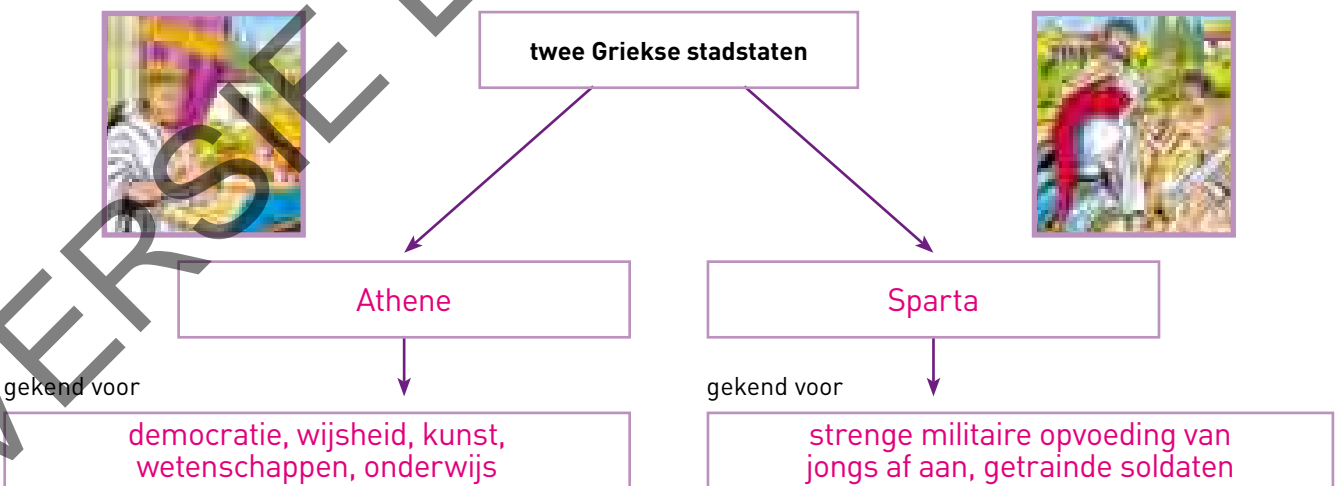 twee Griekse stadstaten
Athene
Sparta
gekend voor
gekend voor
democratie, wijsheid, kunst,
wetenschappen, onderwijs
strenge militaire opvoeding van
jongs af aan, getrainde soldaten
VERSIE